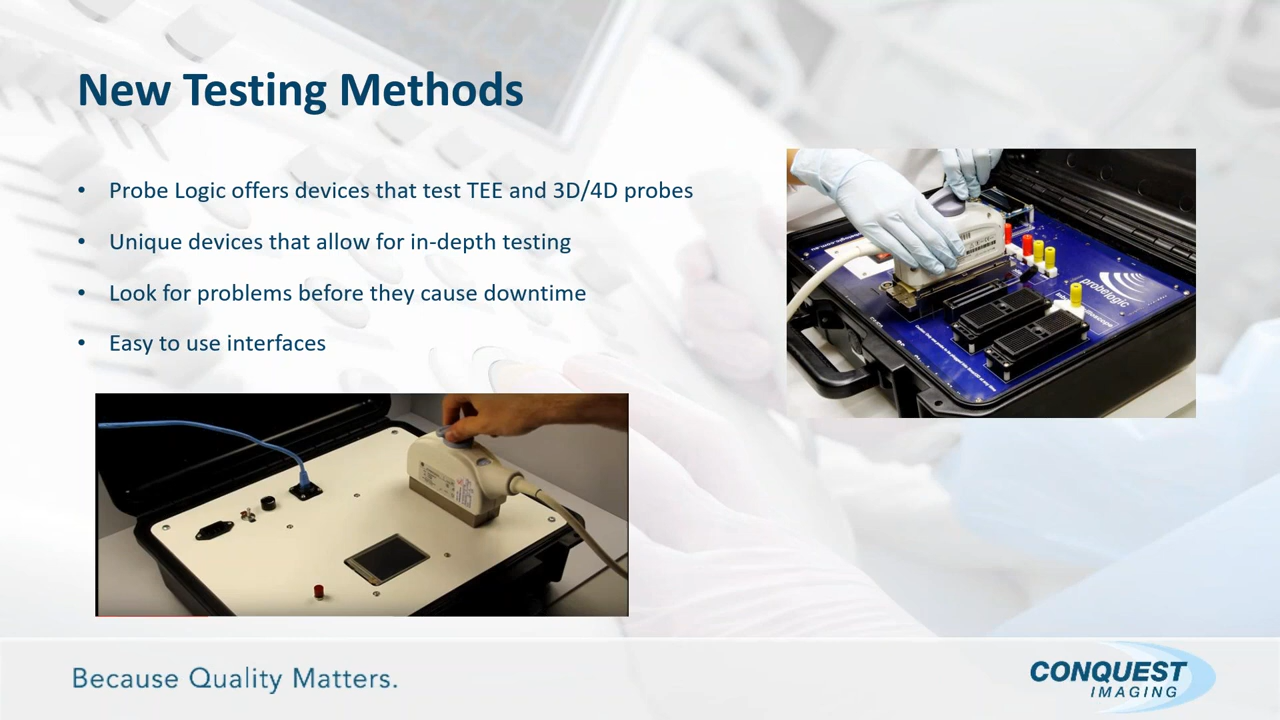 New Testing Methods
• Probe Logic offers devices that test TEE and 3D/4D probes
• Unique devices that allow for in-depth testing
• Look for problems before they cause downtime
• Easy to use interfaces
probelogic
Because Quality Matters.
CONQUEST
IMAGING